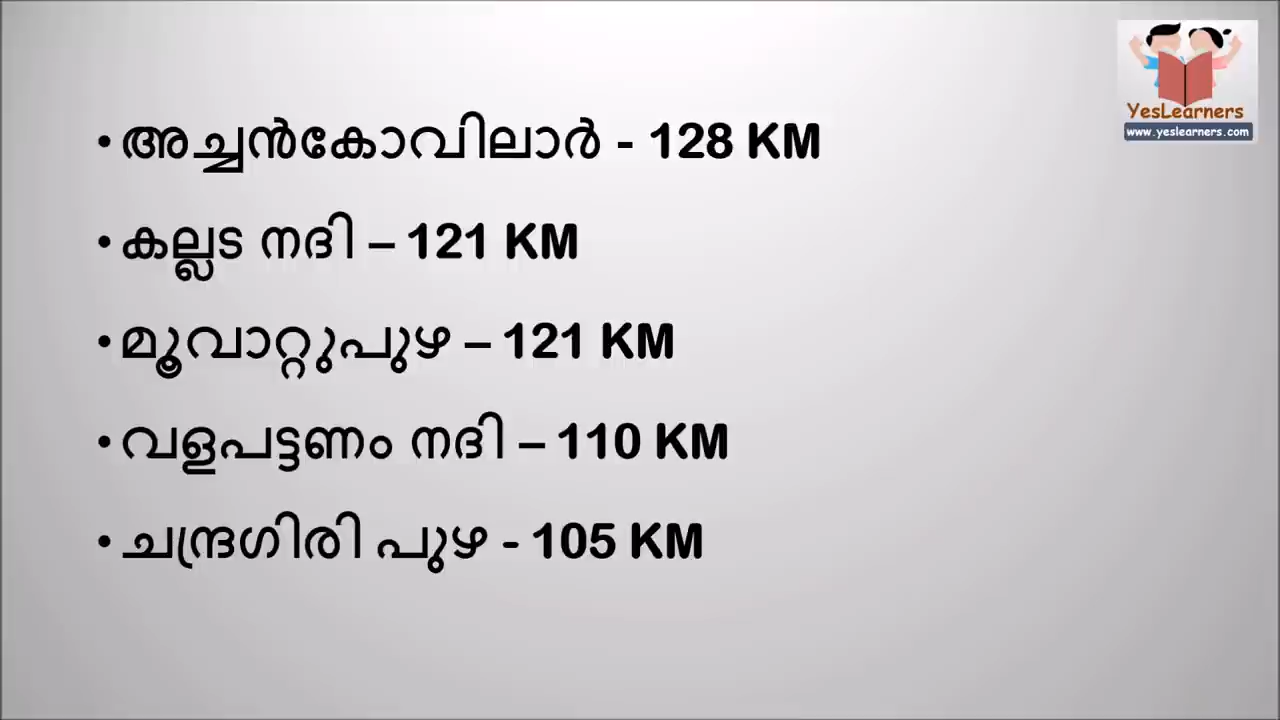 • അച്ചൻകോവിലാർ - 128 KM
• കല്ലട നദി – 121 KM
• മൂവാറ്റുപുഴ – 121 KM
• വളപട്ടണം നദി – 110 KM
• ചന്ദ്രഗിരി പുഴ - 105 KM
YesLearners
www.yeslearners.com